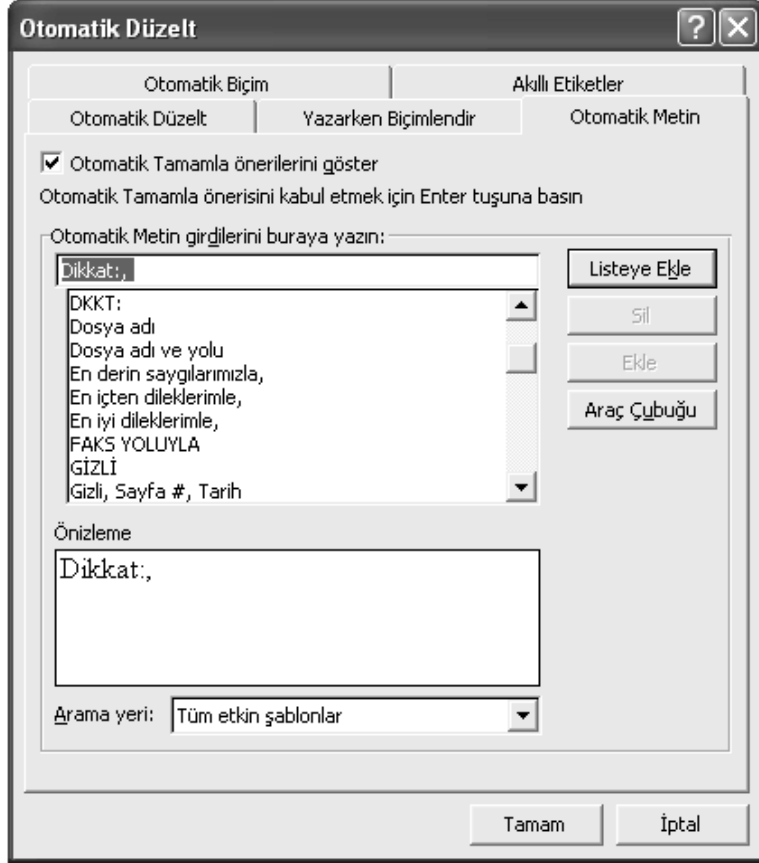 Otomatik Düzelt
Otomatik Biçim Akıllı Etiketler
Otomatik Düzelt Yazarken Biçimlendir Otomatik Metin
Otomatik Tamamla önerilerini göster
Otomatik Tamamla önerisini kabul etmek için Enter tuşuna basın
Otomatik Metin girdilerini buraya yazın:
Dikkat:,
Listeye Ekle
DKKT:
Dosya adı
Dosya adı ve yolu
En derin saygılarımızla,
En içten dileklerimle,
En iyi dileklerimle,
FAKS YOLUYLA
GİZLİ
Gizli, Sayfa #, Tarih
Sil
Ekle
Araç Çubuğu
Önizleme
Dikkat:,
Arama yeri: Tüm etkin şablonlar
Tamam İptal